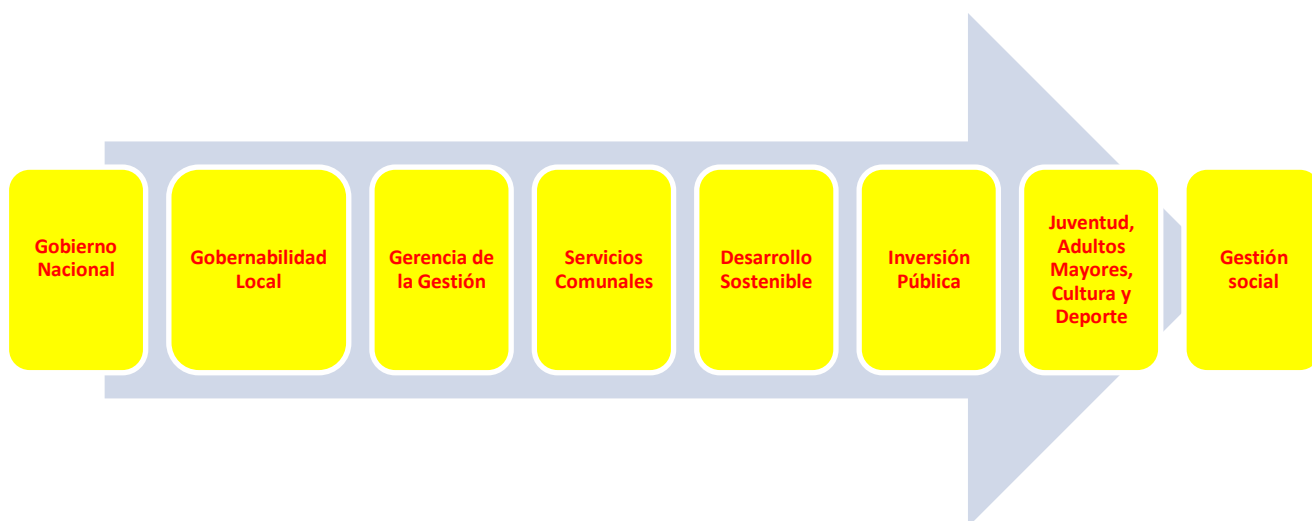 Gobierno
Nacional
Gobernabilidad
Local
Gerencia de
la Gestión
Servicios
Comunales
Desarrollo
Sostenible
Inversión
Pública
Juventud,
Adultos
Mayores,
Cultura y
Deporte
Gestión
social